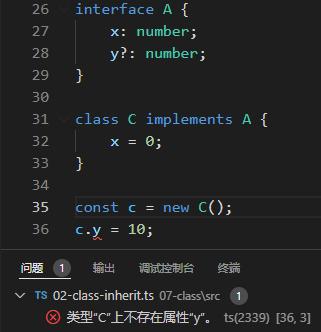 26 interface A {
27     x: number;
28     y?: number;
29 }
30
31 class C implements A {
32     x = 0;
33 }
34
35 const c = new C();
36 c.y = 10;
问题 1 输出 调试控制台 终端
TS 02-class-inherit.ts 07-class\src 1
类型“C”上不存在属性“y”。 ts(2339) [36, 3]